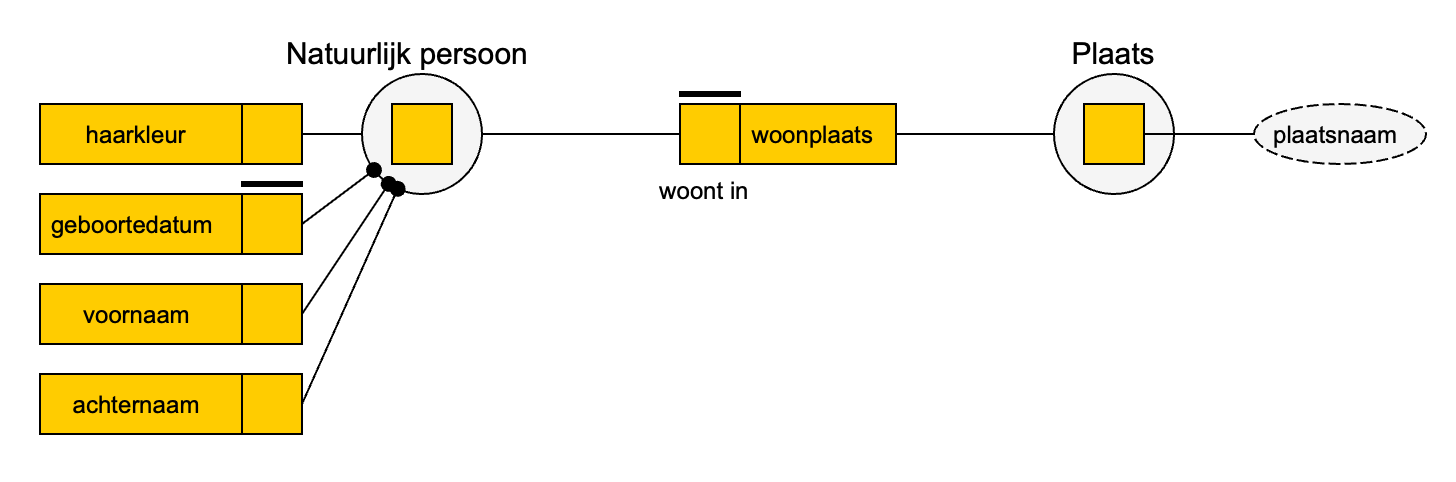 Natuurlijk persoon
Plaats
haarkleur
woonplaats
plaatsnaam
woont in
geboortedatum
voornaam
achternaam